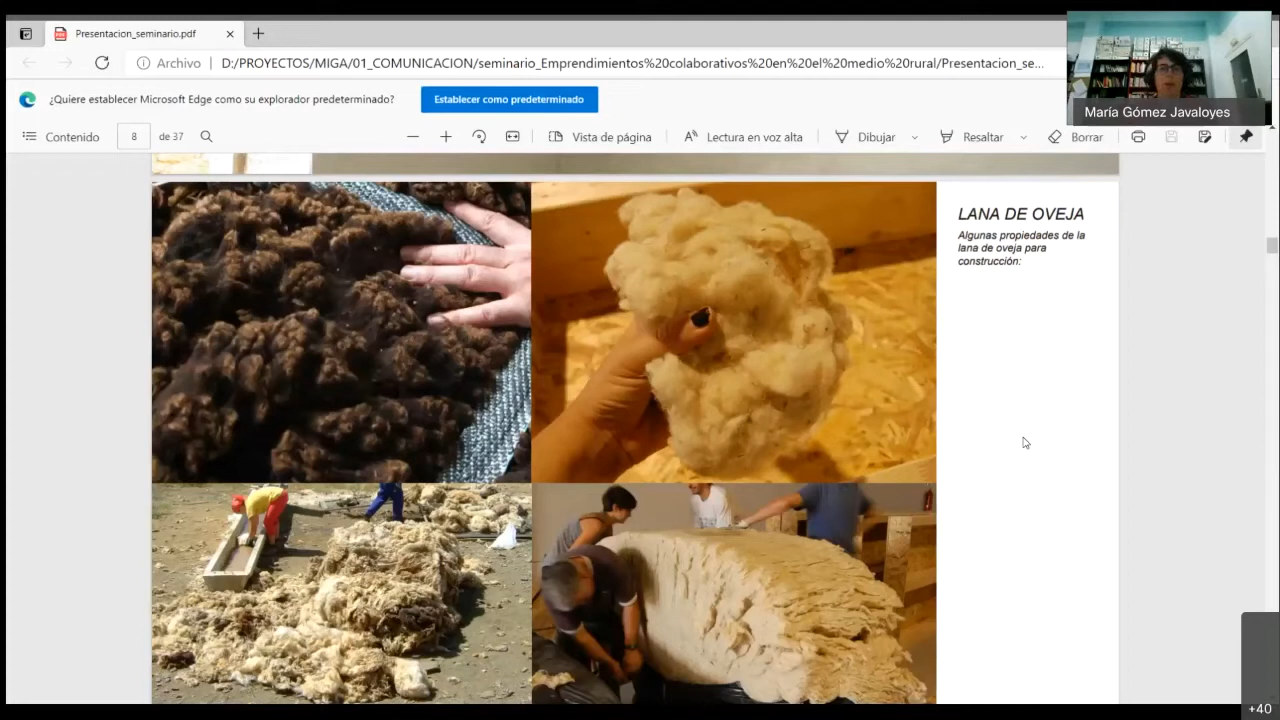 Presentacion_seminario.pdf
Archivo
D:/PROYECTOS/MIGA/01_COMUNICACION/seminario_Emprendimientos%20colaborativos%20en%20el%20medio%20rural/Presentacion_se...
¿Quiere establecer Microsoft Edge como su explorador predeterminado?
Establecer como predeterminado
María Gómez Javaloyes
Contenido
8
de 37
Vista de página
Lectura en voz alta
Dibujar
Resaltar
Borrar
LANA DE OVEJA
Algunas propiedades de la
lana de oveja para
construcción:
+40